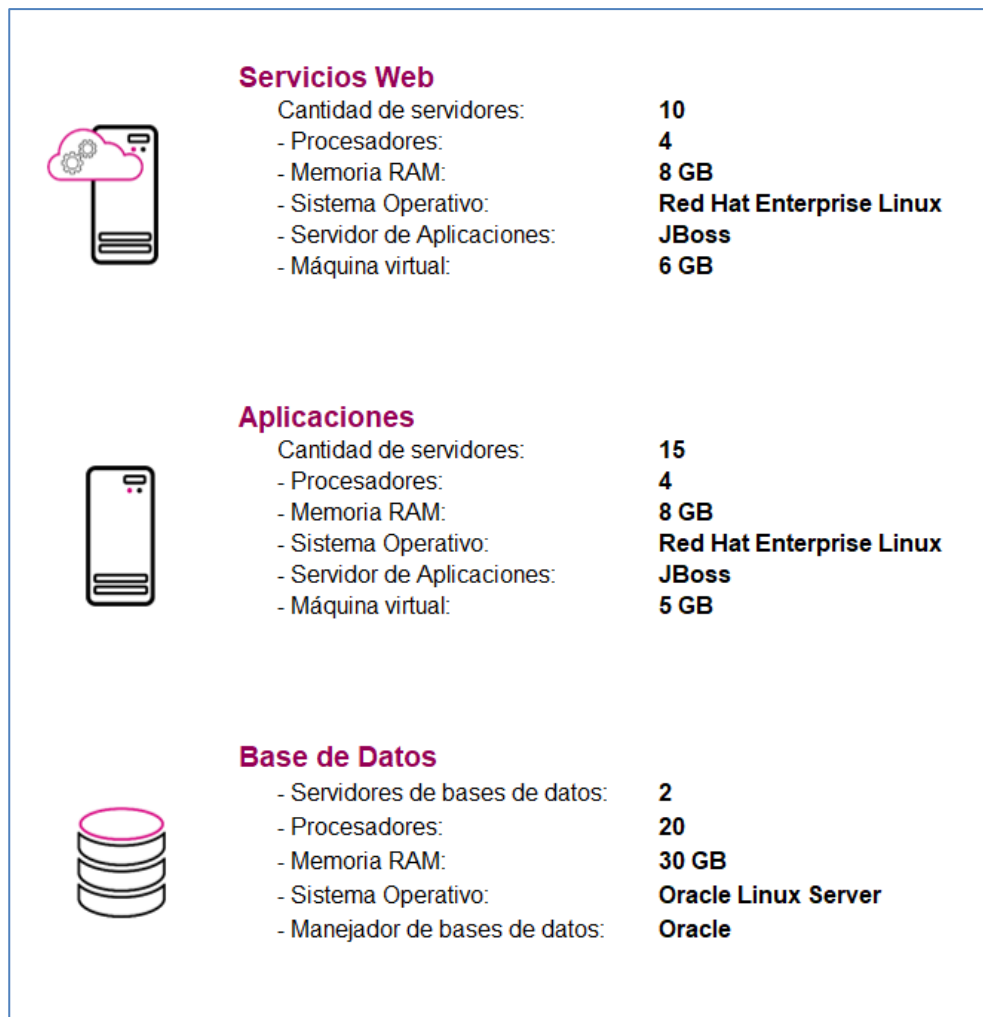 Servicios Web
Cantidad de servidores: 10
- Procesadores: 4
- Memoria RAM: 8 GB
- Sistema Operativo: Red Hat Enterprise Linux
- Servidor de Aplicaciones: JBoss
- Máquina virtual: 6 GB
Aplicaciones
Cantidad de servidores: 15
- Procesadores: 4
- Memoria RAM: 8 GB
- Sistema Operativo: Red Hat Enterprise Linux
- Servidor de Aplicaciones: JBoss
- Máquina virtual: 5 GB
Base de Datos
- Servidores de bases de datos: 2
- Procesadores: 20
- Memoria RAM: 30 GB
- Sistema Operativo: Oracle Linux Server
- Manejador de bases de datos: Oracle